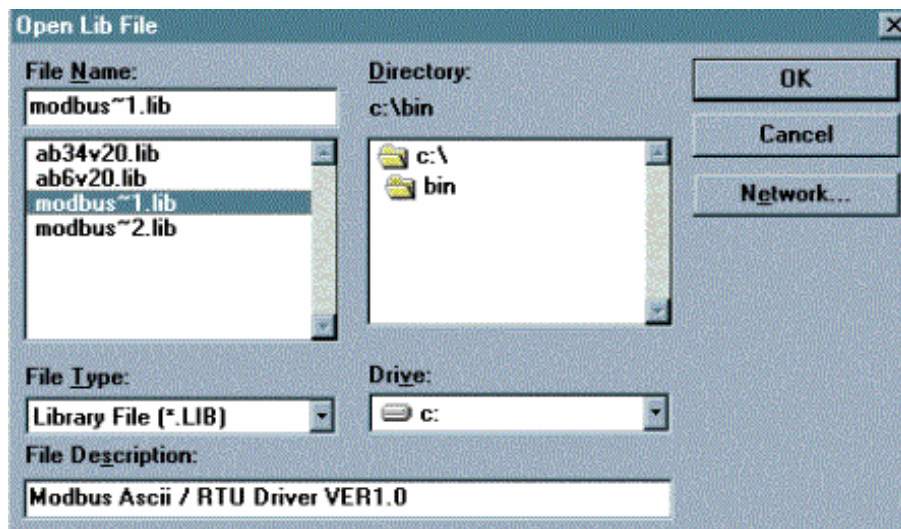 Open Lib File
File Name:
modbus~1.lib
ab34v20.lib
ab6v20.lib
modbus~1.lib
modbus~2.lib
Directory:
c:\bin
c:\
bin
OK
Cancel
Network...
File Type:
Library File (*.LIB)
Drive:
c:
File Description:
Modbus Ascii / RTU Driver VER1.0